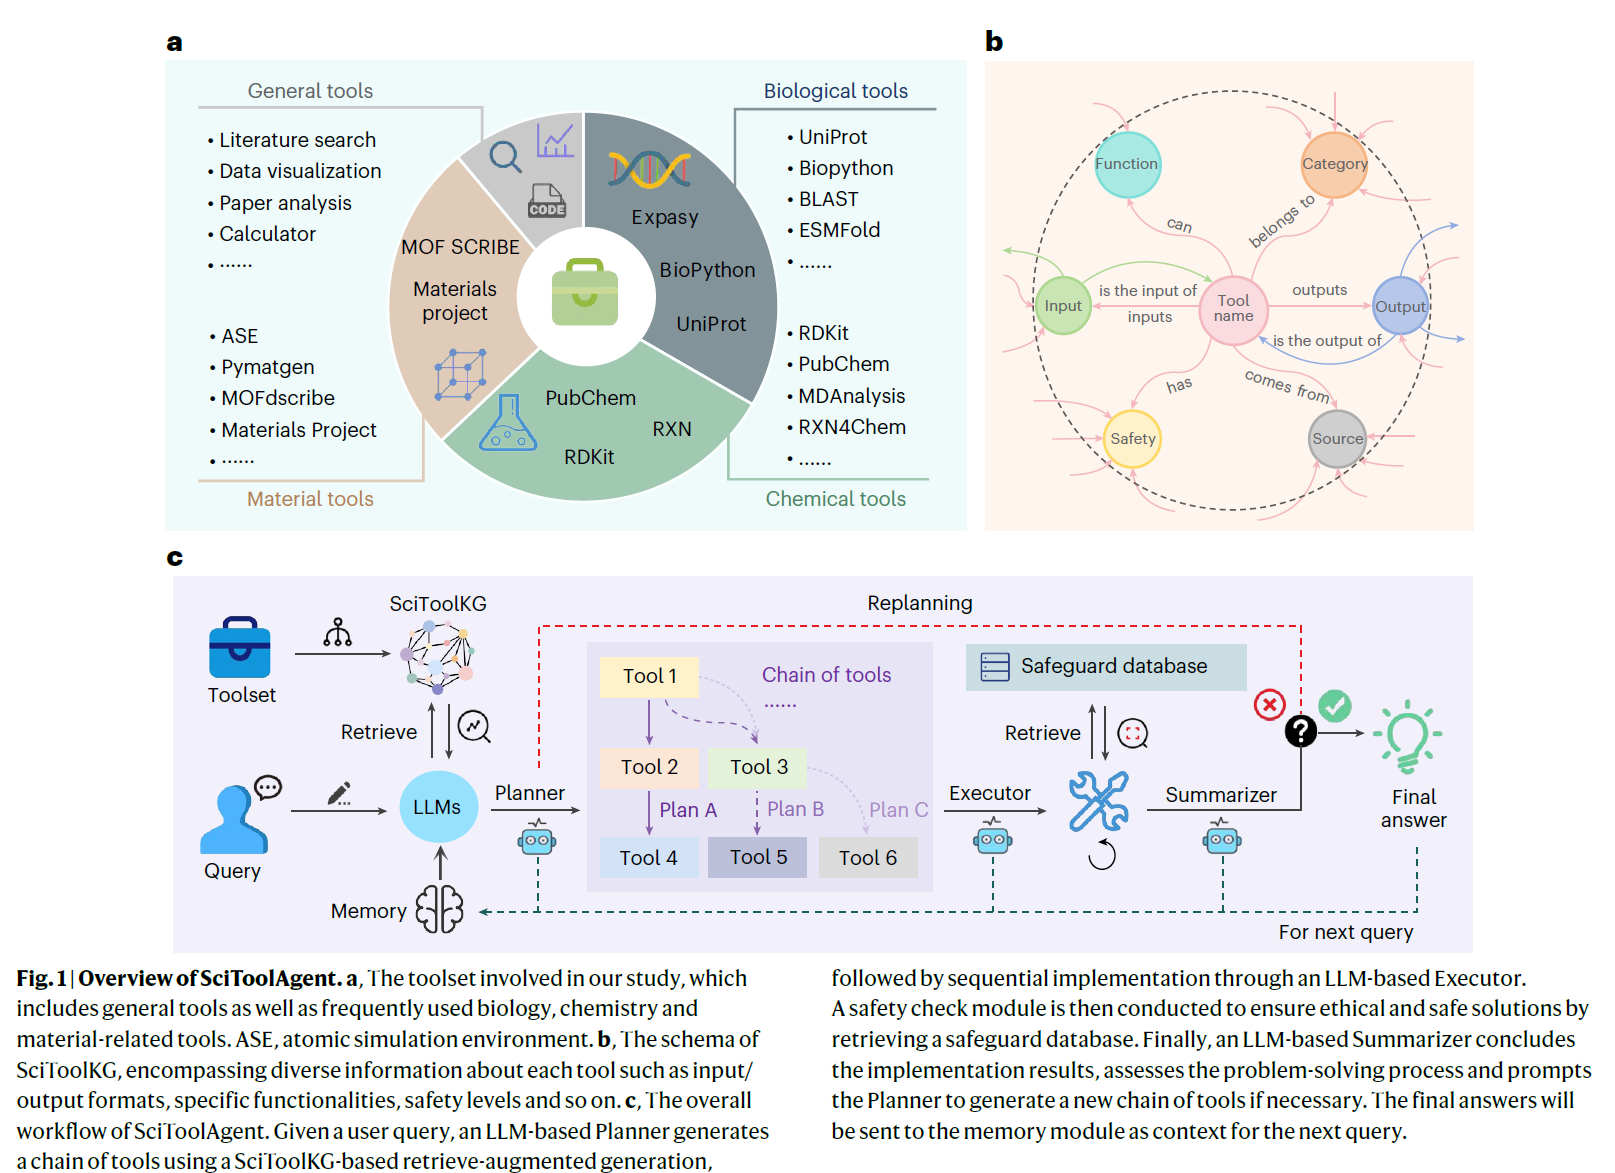 a
General tools
• Literature search
• Data visualization
• Paper analysis
• Calculator
• ......
• ASE
• Pymatgen
• MOFdscribe
• Materials Project
• ......
Material tools
CODE
MOF SCRIBE
Materials
project
Expasy
BioPython
UniProt
PubChem
RXN
RDKit
Biological tools
• UniProt
• Biopython
• BLAST
• ESMFold
• ......
• RDKit
• PubChem
• MDAnalysis
• RXN4Chem
• ......
Chemical tools
b
Function
Category
can
belongs to
Input
is the input of
inputs
Tool
name
outputs
is the output of
Output
has
comes from
Safety
Source
c
SciToolKG
Replanning
Toolset
Retrieve
Query
LLMs
Memory
Planner
Tool 1
Chain of tools
......
Tool 2
Tool 3
Plan A
Plan B
Plan C
Tool 4
Tool 5
Tool 6
Safeguard database
Retrieve
Executor
Summarizer
?
Final
answer
For next query
Fig. 1 | Overview of SciToolAgent. a, The toolset involved in our study, which
includes general tools as well as frequently used biology, chemistry and
material-related tools. ASE, atomic simulation environment. b, The schema of
SciToolKG, encompassing diverse information about each tool such as input/
output formats, specific functionalities, safety levels and so on. c, The overall
workflow of SciToolAgent. Given a user query, an LLM-based Planner generates
a chain of tools using a SciToolKG-based retrieve-augmented generation,
followed by sequential implementation through an LLM-based Executor.
A safety check module is then conducted to ensure ethical and safe solutions by
retrieving a safeguard database. Finally, an LLM-based Summarizer concludes
the implementation results, assesses the problem-solving process and prompts
the Planner to generate a new chain of tools if necessary. The final answers will
be sent to the memory module as context for the next query.